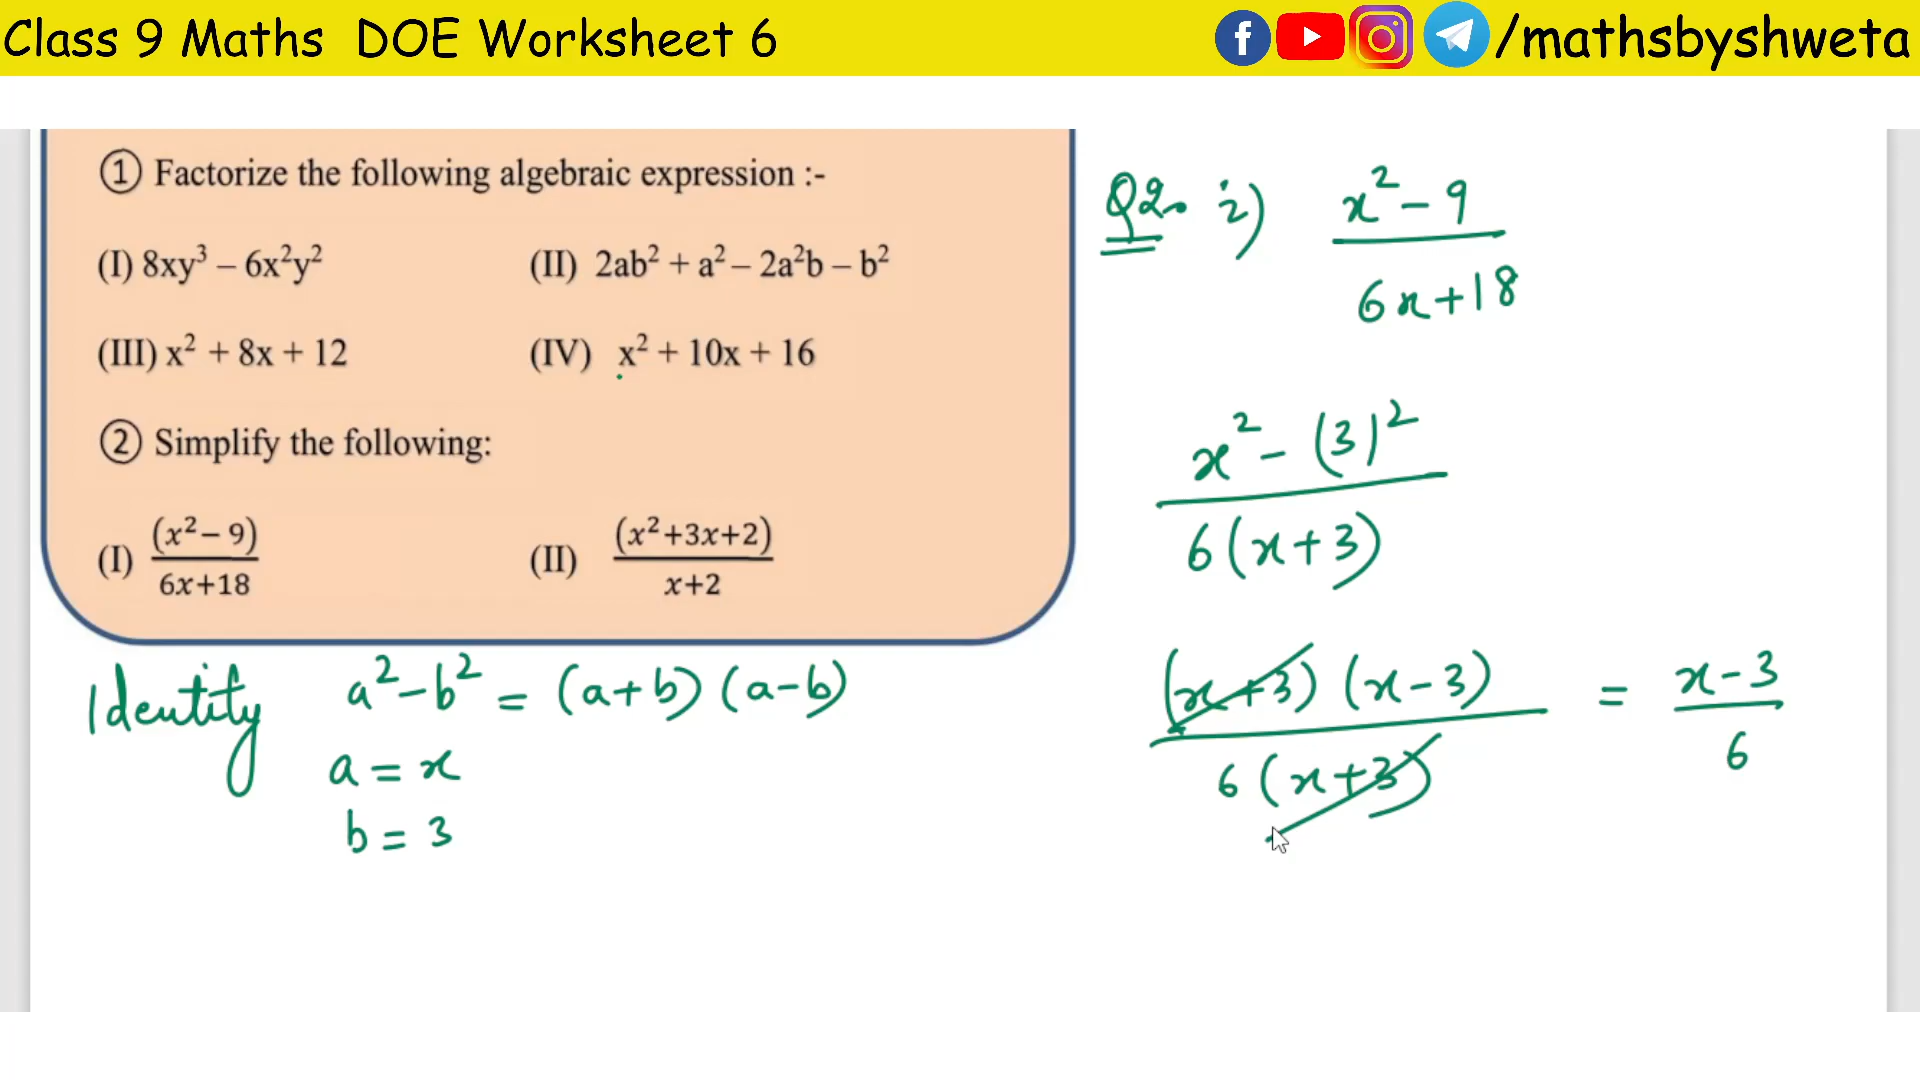 Class 9 Maths DOE Worksheet 6
/mathsbyshweta
① Factorize the following algebraic expression :-
(I) 8xy³ – 6x²y² (II) 2ab² + a² – 2a²b – b²
(III) x² + 8x + 12 (IV) x² + 10x + 16
② Simplify the following:
(I) (x²– 9)/6x+18 (II) (x²+3x+2)/x+2
Identity a²-b² = (a+b) (a-b)
a = x
b = 3
Q2. i) x² - 9
6x+18
x² - (3)²
6(x+3)
(x+3) (x-3) = x-3
6 (x+3) 6